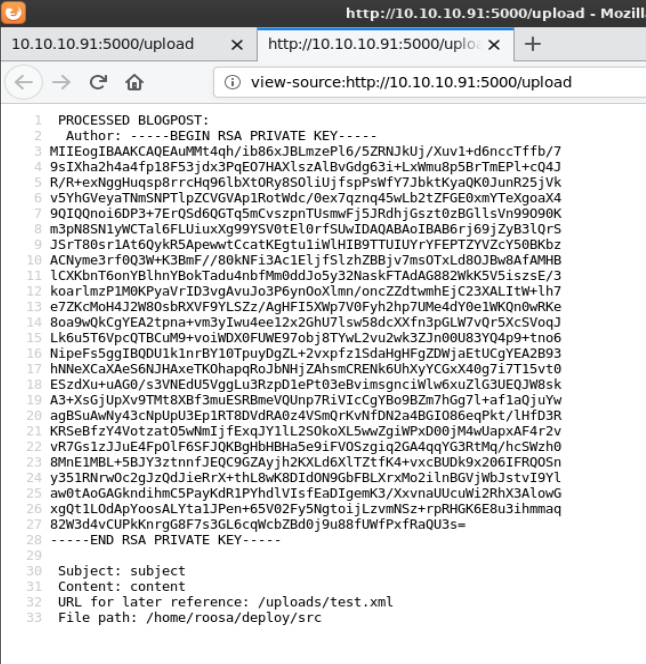 http://10.10.10.91:5000/upload - Mozill
10.10.10.91:5000/upload × http://10.10.10.91:5000/uploa × +
view-source:http://10.10.10.91:5000/upload
1 PROCESSED BLOGPOST:
2 Author: -----BEGIN RSA PRIVATE KEY-----
3 MIIEogIBAAKCAQEAuMMt4qh/ib86xJBLmzePl6/5ZRNJkUj/Xuv1+d6nccTffb/7
4 9sIXha2h4a4fp18F53jdx3PqEO7HAXlszAlBvGdg63i+LxWmu8p5BrTmEPl+cQ4J
5 R/R+exNggHuqsp8rrcHq96lbXtORy8SOliUjfspPsWfY7JbktKyaQK0JunR25jVk
6 v5YhGVeyaTNmSNPTlpZCVGVAp1RotWdc/0ex7qznq45wLb2tZFGE0xmYTeXgoaX4
7 9QIQQnoi6DP3+7ErQSd6QGTq5mCvszpnTUsmwFj5JRdhjGszt0zBGllsVn99O90K
8 m3pN8SN1yWCTal6FLUiuxXg99YSV0tEl0rfSUwIDAQABAoIBAB6rj69jZyB3lQrS
9 JSrT80sr1At6QykR5ApewwtCcatKEgtu1iWlHIB9TTUIUYrYFEPTZYVZcY50BKbz
10 ACNyme3rf0Q3W+K3BmF//80kNFi3Ac1EljfSlzhZBBjv7msOTxLd8OJBw8AfAMHB
11 lCXKbnT6onYBlhnYBokTadu4nbfMm0ddJo5y32NaskFTAdAG882WkK5V5iszsE/3
12 koarlmzP1M0KPyaVrID3vgAvuJo3P6ynOoXlmn/oncZZdtwmhEjC23XALItW+lh7
13 e7ZKcMoH4J2W8OsbRXVF9YLSZz/AgHFI5XWp7V0Fyh2hp7UMe4dY0e1WKQn0wRKe
14 8oa9wQkCgYEA2tpna+vm3yIwu4ee12x2GhU7lsw58dcXXfn3pGLW7vQr5XcSVoqJ
15 Lk6u5T6VpcQTBCuM9+voiWDX0FUWE97obj8TYwL2vu2wk3ZJn00U83YQ4p9+tno6
16 NipeFs5ggIBQDU1k1nrBY10TpuyDgZL+2vxpfz1SdaHgHFgZDWjaEtUCgYEA2B93
17 hNNeXCaXAeS6NJHAxeTKOhapqRoJbNHjZAhsmCRENk6UhXyYCGxX40g7i7T15vt0
18 ESzdXu+uAG0/s3VNEdU5VggLu3RzpD1ePt03eBvimsgnciWlw6xuZlG3UEQJW8sk
19 A3+XsGjUpXv9TMt8XBf3muESRBmeVQUnp7RiVIcCgYBo9BZm7hGg7l+af1aQjuYw
20 agBSuAwNy43cNpUpU3Ep1RT8DVdRA0z4VSmQrKvNfDN2a4BGIO86eqPkt/lHfD3R
21 KRSeBfzY4VotzatO5wNmIjfExqJY1lL2SOkoXL5wwZgiWPxD00jM4wUapxAF4r2v
22 vR7Gs1zJJuE4FpOlF6SFJQKBgHbHBHa5e9iFVOSzgiq2GA4qqYG3RtMq/hcSWzh0
23 8MnE1MBL+5BJY3ztnnfJEQC9GZAyjh2KXLd6XlTZtfK4+vxcBUDk9x206IFRQOSn
24 y351RNrwOc2gJzQdJieRrX+thL8wK8DIdON9GbFBLXrxMo2ilnBGVjWbJstvI9Yl
25 aw0tAoGAGkndihmC5PayKdR1PYhdlVIsfEaDIgemK3/XxvnaUUcuWi2RhX3AlowG
26 xgQt1LOdApYoosALYta1JPen+65V02Fy5NgtoijLzvmNSz+rpRHGK6E8u3ihmmaq
27 82W3d4vCUPkKnrgG8F7s3GL6cqWcbZBd0j9u88fUWfPxfRaQU3s=
28 -----END RSA PRIVATE KEY-----
29
30 Subject: subject
31 Content: content
32 URL for later reference: /uploads/test.xml
33 File path: /home/roosa/deploy/src